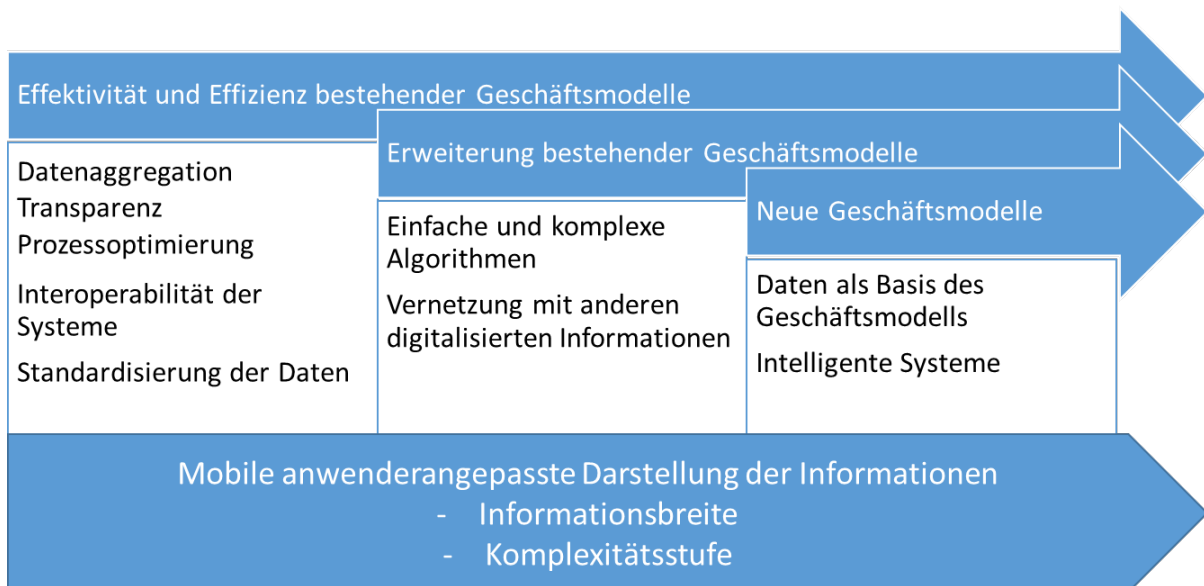 Effektivität und Effizienz bestehender Geschäftsmodelle
Datenaggregation
Transparenz
Prozessoptimierung
Interoperabilität der
Systeme
Standardisierung der Daten
Erweiterung bestehender Geschäftsmodelle
Einfache und komplexe
Algorithmen
Vernetzung mit anderen
digitalisierten Informationen
Neue Geschäftsmodelle
Daten als Basis des
Geschäftsmodells
Intelligente Systeme
Mobile anwenderangepasste Darstellung der Informationen
- Informationsbreite
- Komplexitätsstufe